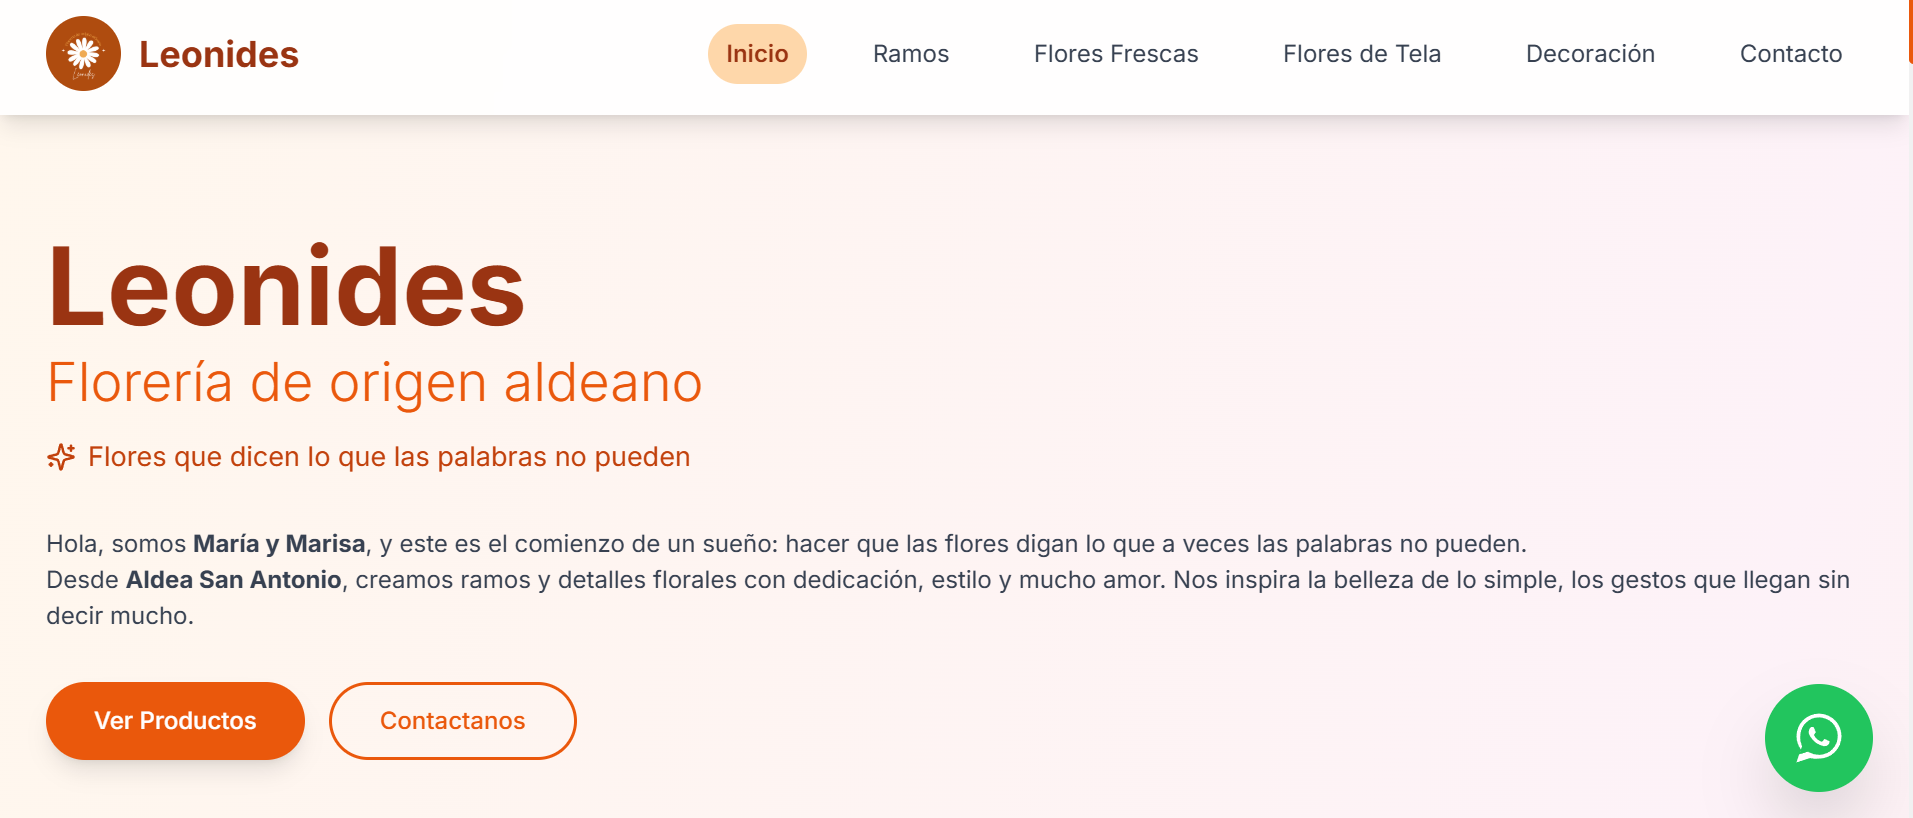 Leonides
Inicio
Ramos
Flores Frescas
Flores de Tela
Decoración
Contacto
Leonides
Florería de origen aldeano
Flores que dicen lo que las palabras no pueden
Hola, somos María y Marisa, y este es el comienzo de un sueño: hacer que las flores digan lo que a veces las palabras no pueden.
Desde Aldea San Antonio, creamos ramos y detalles florales con dedicación, estilo y mucho amor. Nos inspira la belleza de lo simple, los gestos que llegan sin
decir mucho.
Ver Productos
Contactanos